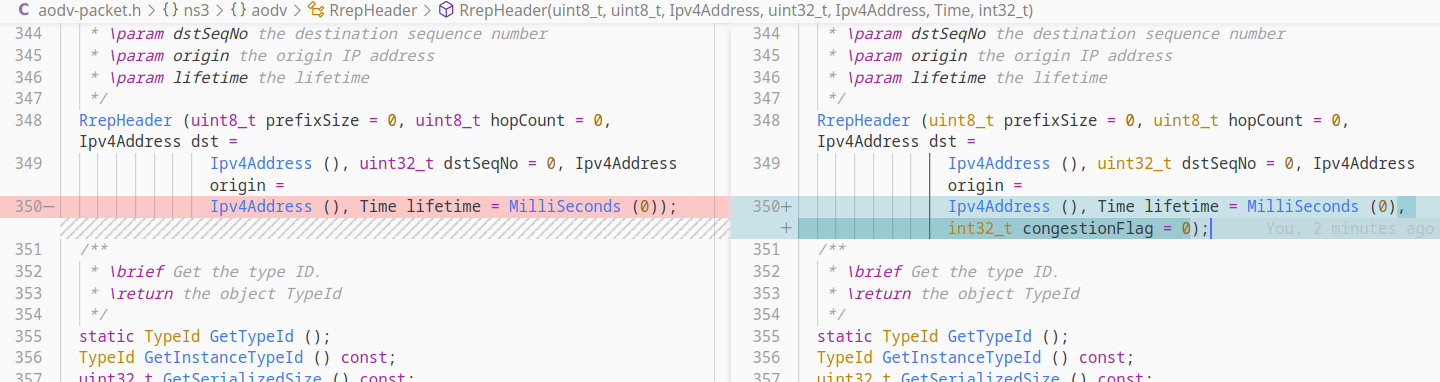 C aodv-packet.h > {} ns3 > {} aodv > RrepHeader > RrepHeader(uint8_t, uint8_t, Ipv4Address, uint32_t, Ipv4Address, Time, int32_t)
344 * \param dstSeqNo the destination sequence number
345 * \param origin the origin IP address
346 * \param lifetime the lifetime
347 */
348 RrepHeader (uint8_t prefixSize = 0, uint8_t hopCount = 0,
Ipv4Address dst =
349 Ipv4Address (), uint32_t dstSeqNo = 0, Ipv4Address
origin =
350— Ipv4Address (), Time lifetime = MilliSeconds (0));
351 /**
352 * \brief Get the type ID.
353 * \return the object TypeId
354 */
355 static TypeId GetTypeId ();
356 TypeId GetInstanceTypeId () const;
357 uint32_t GetSerializedSize () const;
344 * \param dstSeqNo the destination sequence number
345 * \param origin the origin IP address
346 * \param lifetime the lifetime
347 */
348 RrepHeader (uint8_t prefixSize = 0, uint8_t hopCount = 0,
Ipv4Address dst =
349 Ipv4Address (), uint32_t dstSeqNo = 0, Ipv4Address
origin =
350+ Ipv4Address (), Time lifetime = MilliSeconds (0),
+ int32_t congestionFlag = 0); You, 2 minutes ago
351 /**
352 * \brief Get the type ID.
353 * \return the object TypeId
354 */
355 static TypeId GetTypeId ();
356 TypeId GetInstanceTypeId () const;
357 uint32_t GetSerializedSize () const;